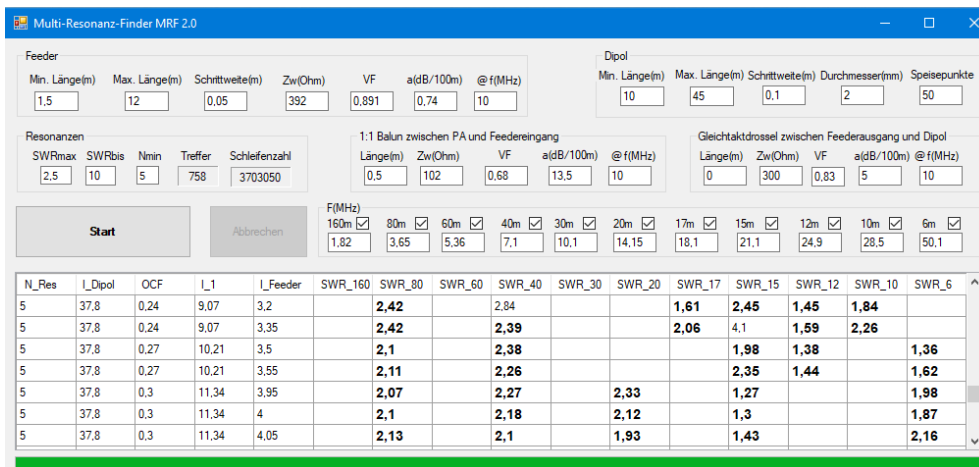 Multi-Resonanz-Finder MRF 2.0
Feeder
Min. Länge(m) Max. Länge(m) Schrittweite(m) Zw(Ohm) VF a(dB/100m) @ f(MHz)
1,5 12 0,05 392 0,891 0,74 10
Dipol
Min. Länge(m) Max. Länge(m) Schrittweite(m) Durchmesser(mm) Speisepunkte
10 45 0,1 2 50
Resonanzen
SWRmax SWRbis Nmin Treffer Schleifenzahl
2,5 10 5 758 3703050
1:1 Balun zwischen PA und Feedereingang
Länge(m) Zw(Ohm) VF a(dB/100m) @ f(MHz)
0,5 102 0,68 13,5 10
Gleichtaktdrossel zwischen Feederausgang und Dipol
Länge(m) Zw(Ohm) VF a(dB/100m) @ f(MHz)
0 300 0,83 5 10
Start
Abbrechen
F(MHz)
160m 80m 60m 40m 30m 20m 17m 15m 12m 10m 6m
1,82 3,65 5,36 7,1 10,1 14,15 18,1 21,1 24,9 28,5 50,1
N_Res l_Dipol OCF l_1 l_Feeder SWR_160 SWR_80 SWR_60 SWR_40 SWR_30 SWR_20 SWR_17 SWR_15 SWR_12 SWR_10 SWR_6
5 37,8 0,24 9,07 3,2 2,42 2,84 1,61 2,45 1,45 1,84
5 37,8 0,24 9,07 3,35 2,42 2,39 2,06 4,1 1,59 2,26
5 37,8 0,27 10,21 3,5 2,1 2,38 1,98 1,38 1,36
5 37,8 0,27 10,21 3,55 2,11 2,26 2,35 1,44 1,62
5 37,8 0,3 11,34 3,95 2,07 2,27 2,33 1,27 1,98
5 37,8 0,3 11,34 4 2,1 2,18 2,12 1,3 1,87
5 37,8 0,3 11,34 4,05 2,13 2,1 1,93 1,43 2,16